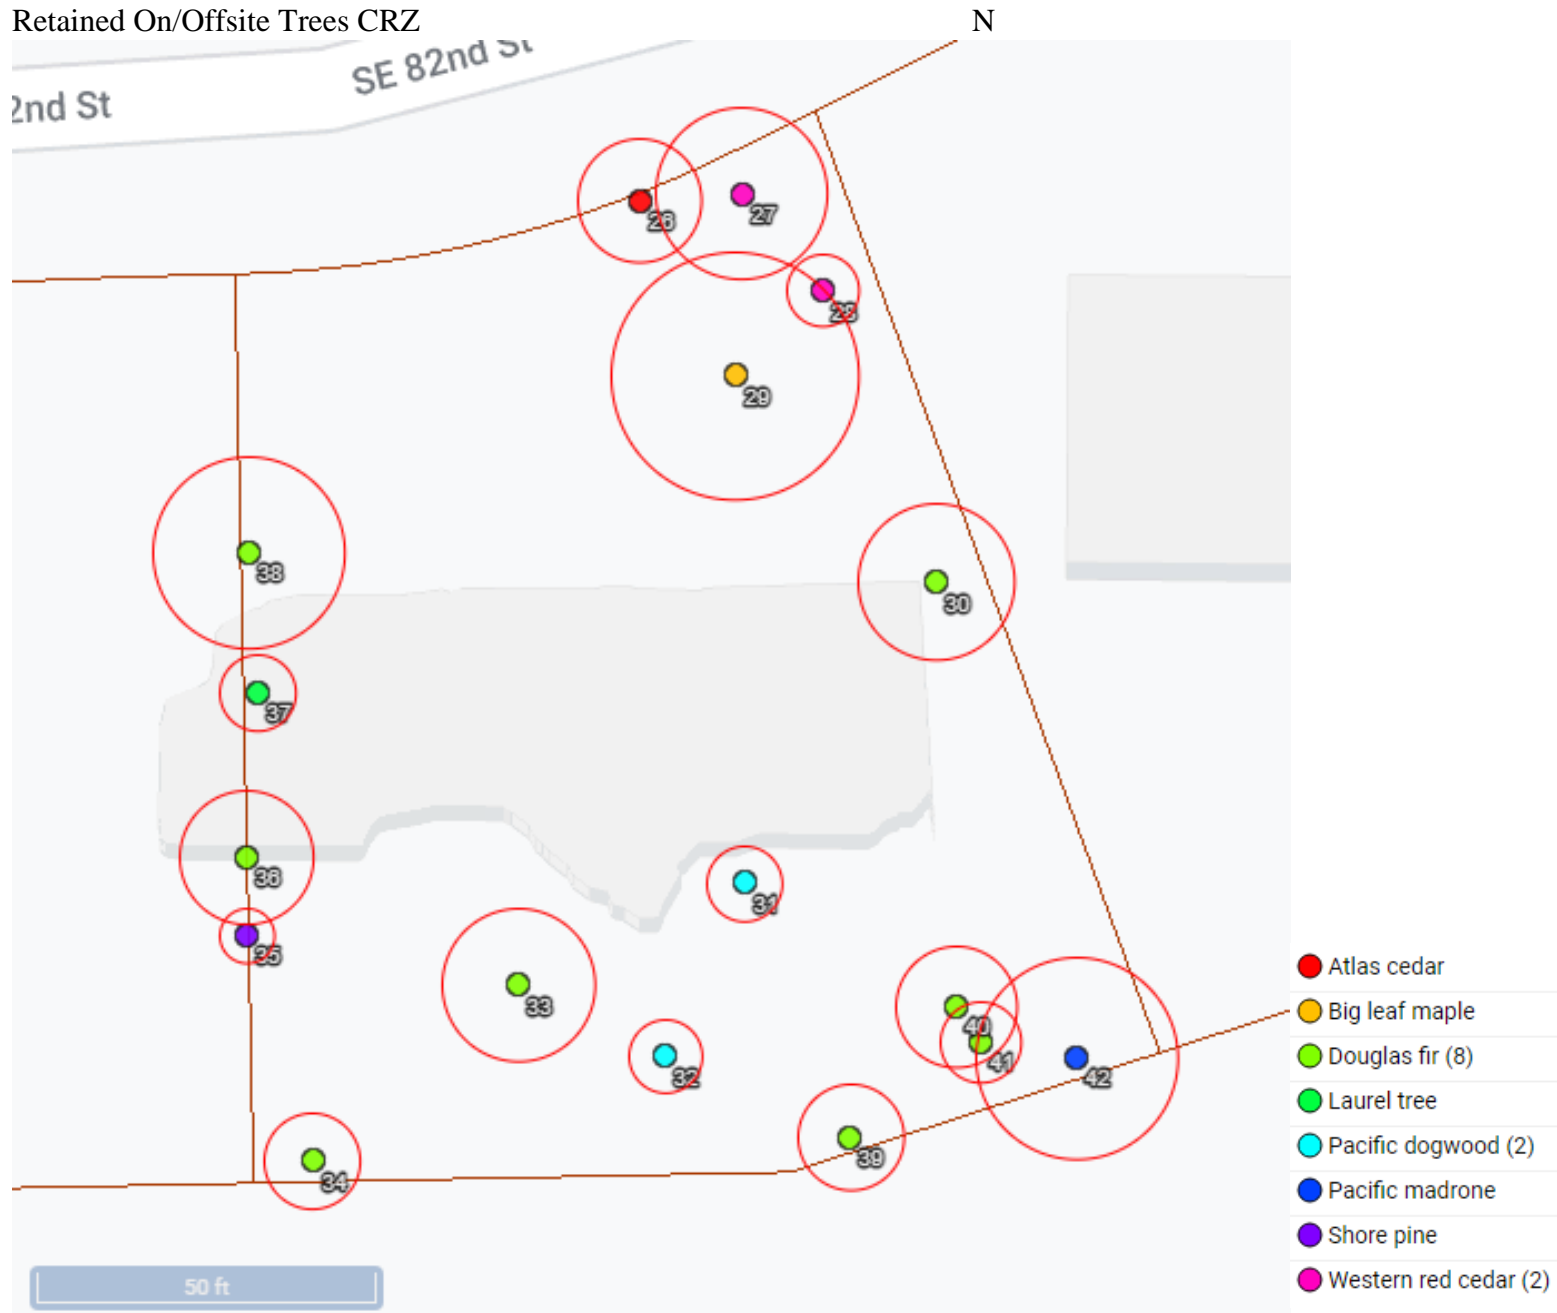 Retained On/Offsite Trees CRZ N
SE 82nd St
2nd St
26
27
28
29
38
30
37
36
31
35
33
40
41
42
32
39
34
Atlas cedar
Big leaf maple
Douglas fir (8)
Laurel tree
Pacific dogwood (2)
Pacific madrone
Shore pine
Western red cedar (2)
50 ft